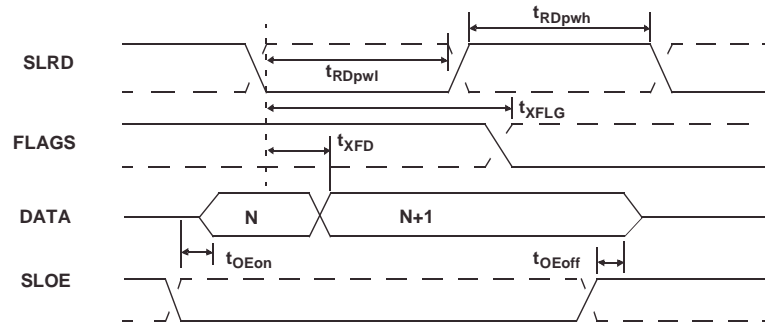 tRDpwh
SLRD
tRDpwl
tXFLG
FLAGS
tXFD
DATA
N
N+1
tOEon
tOEoff
SLOE